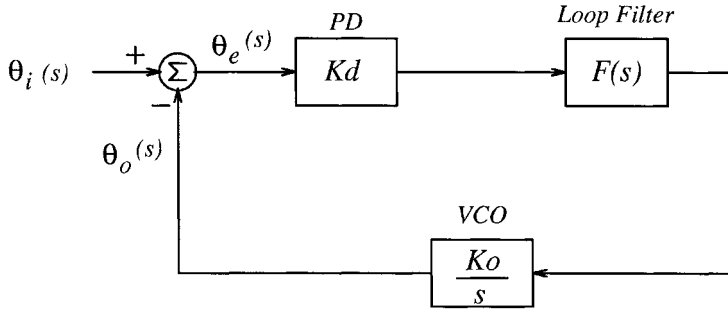 PD
Loop Filter
θi (s)
+
Σ
−
θe(s)
Kd
F(s)
θo(s)
VCO
Ko
s